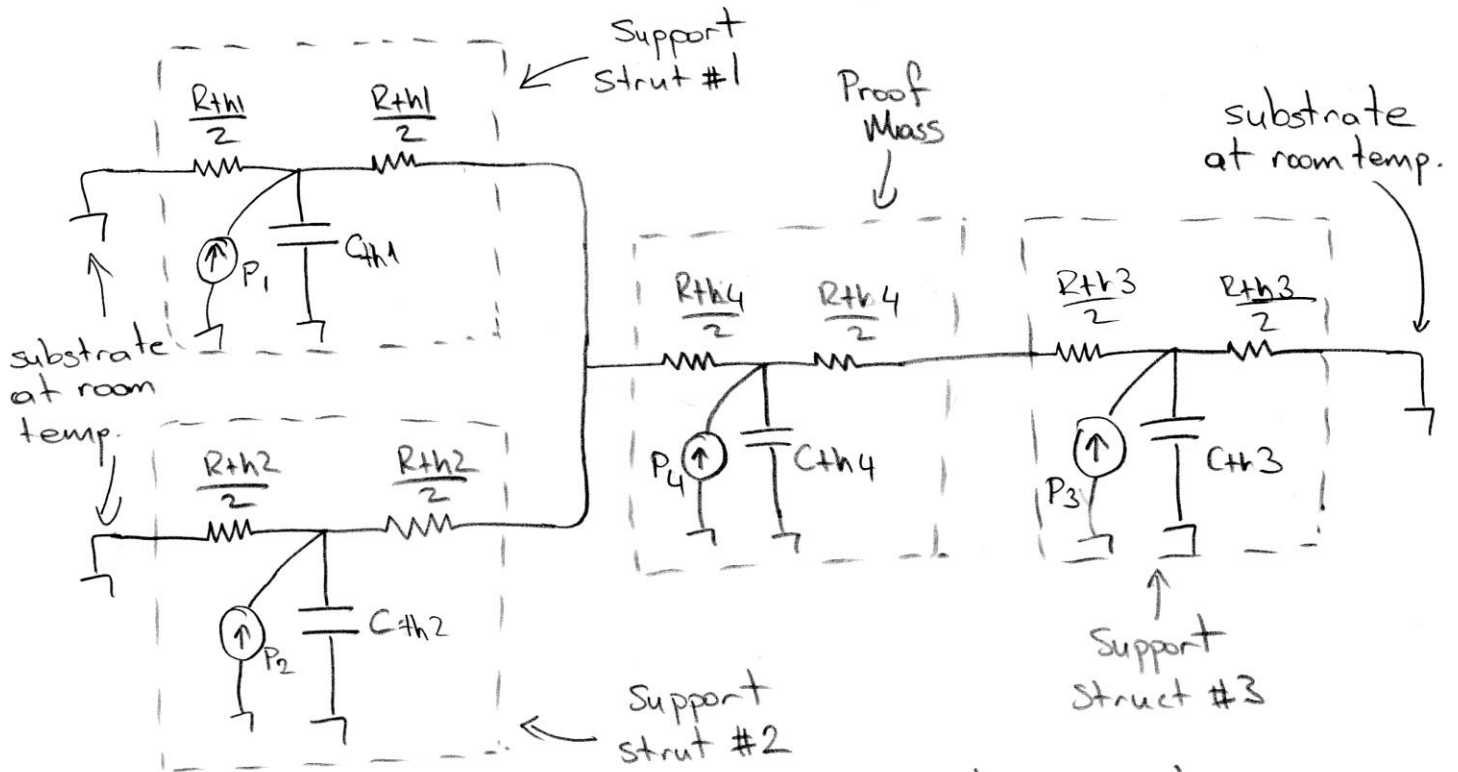 Support
Strut #1
Rth1
2
Rth1
2
P1
Cth1
substrate
at room
temp.
Rth2
2
Rth2
2
P2
Cth2
Support
strut #2
Proof
Mass
Rth4
2
Rth4
2
P4
Cth4
substrate
at room temp.
Rth3
2
Rth3
2
P3
Cth3
Support
Struct #3